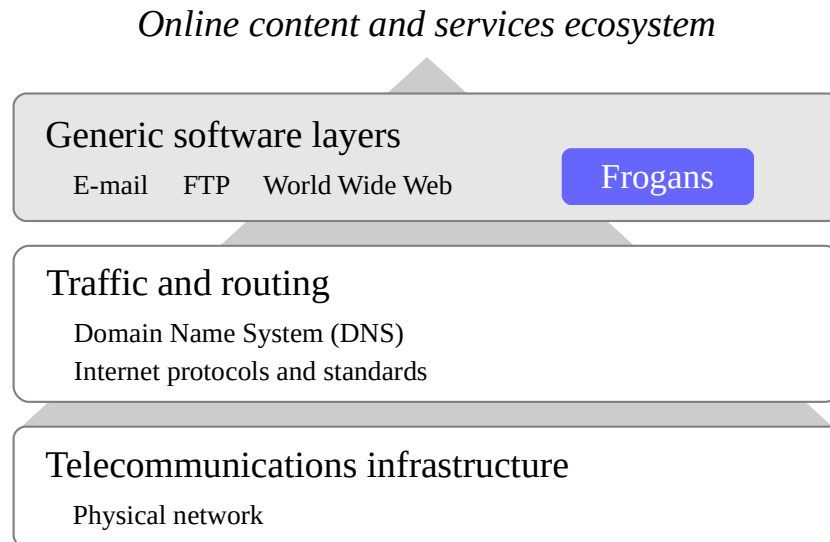 Online content and services ecosystem
Generic software layers
E-mail FTP World Wide Web
Frogans
Traffic and routing
Domain Name System (DNS)
Internet protocols and standards
Telecommunications infrastructure
Physical network